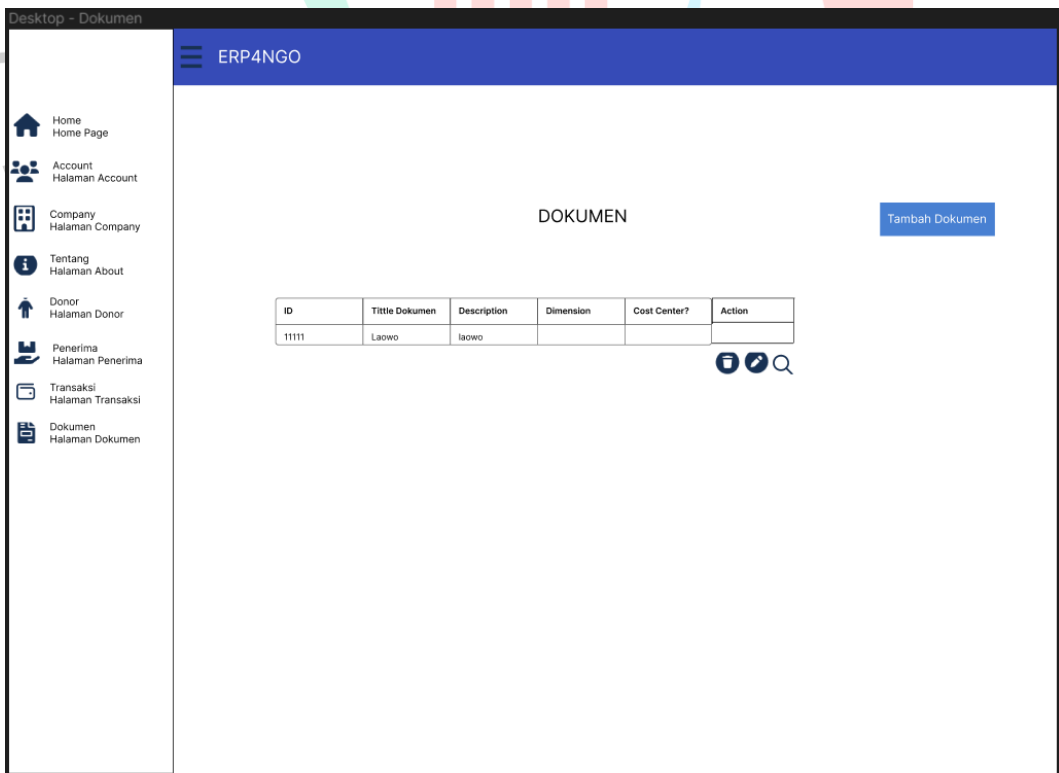 Desktop - Dokumen
ERP4NGO
Home
Home Page
Account
Halaman Account
Company
Halaman Company
Tentang
Halaman About
Donor
Halaman Donor
Penerima
Halaman Penerima
Transaksi
Halaman Transaksi
Dokumen
Halaman Dokumen
DOKUMEN
Tambah Dokumen
ID Tittle Dokumen Description Dimension Cost Center? Action
11111 Laowo laowo